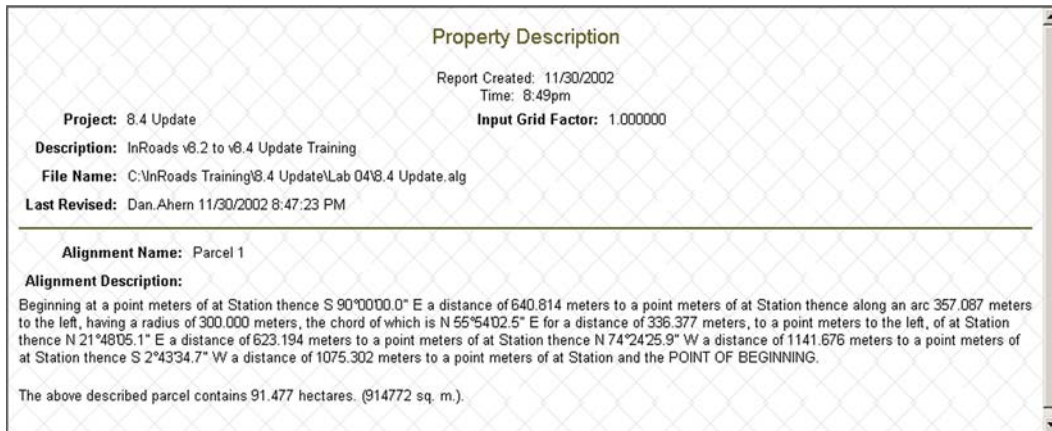 Property Description
Report Created: 11/30/2002
Time: 8:49pm
Project: 8.4 Update
Input Grid Factor: 1.000000
Description: InRoads v8.2 to v8.4 Update Training
File Name: C:\InRoads Training\8.4 Update\Lab 04\8.4 Update.alg
Last Revised: Dan.Ahern 11/30/2002 8:47:23 PM
Alignment Name: Parcel 1
Alignment Description:
Beginning at a point meters of at Station thence S 90°00'00.0" E a distance of 640.814 meters to a point meters of at Station thence along an arc 357.087 meters
to the left, having a radius of 300.000 meters, the chord of which is N 55°54'02.5" E for a distance of 336.377 meters, to a point meters to the left, of at Station
thence N 21°48'05.1" E a distance of 623.194 meters to a point meters of at Station thence N 74°24'25.9" W a distance of 1141.676 meters to a point meters of
at Station thence S 2°43'34.7" W a distance of 1075.302 meters to a point meters of at Station and the POINT OF BEGINNING.
The above described parcel contains 91.477 hectares. (914772 sq. m.).